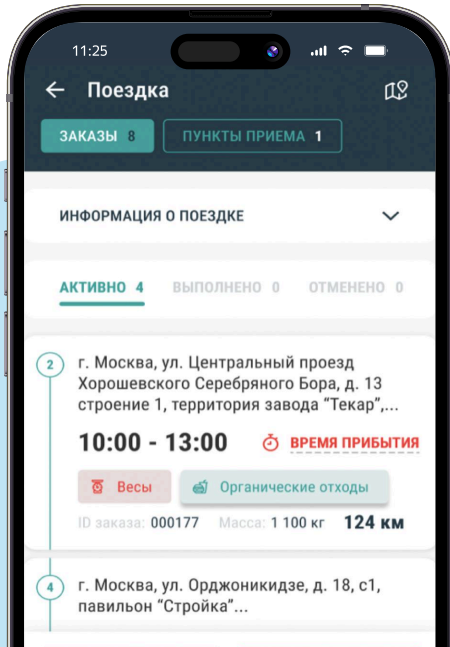 11:25
Поездка
ЗАКАЗЫ 8 ПУНКТЫ ПРИЕМА 1
ИНФОРМАЦИЯ О ПОЕЗДКЕ
АКТИВНО 4 ВЫПОЛНЕНО 0 ОТМЕНЕНО 0
2 г. Москва, ул. Центральный проезд
Хорошевского Серебряного Бора, д. 13
строение 1, территория завода “Текар”,...
10:00 - 13:00 ВРЕМЯ ПРИБЫТИЯ
Весы Органические отходы
ID заказа: 000177 Масса: 1 100 кг 124 км
4 г. Москва, ул. Орджоникидзе, д. 18, с1,
павильон “Стройка”...